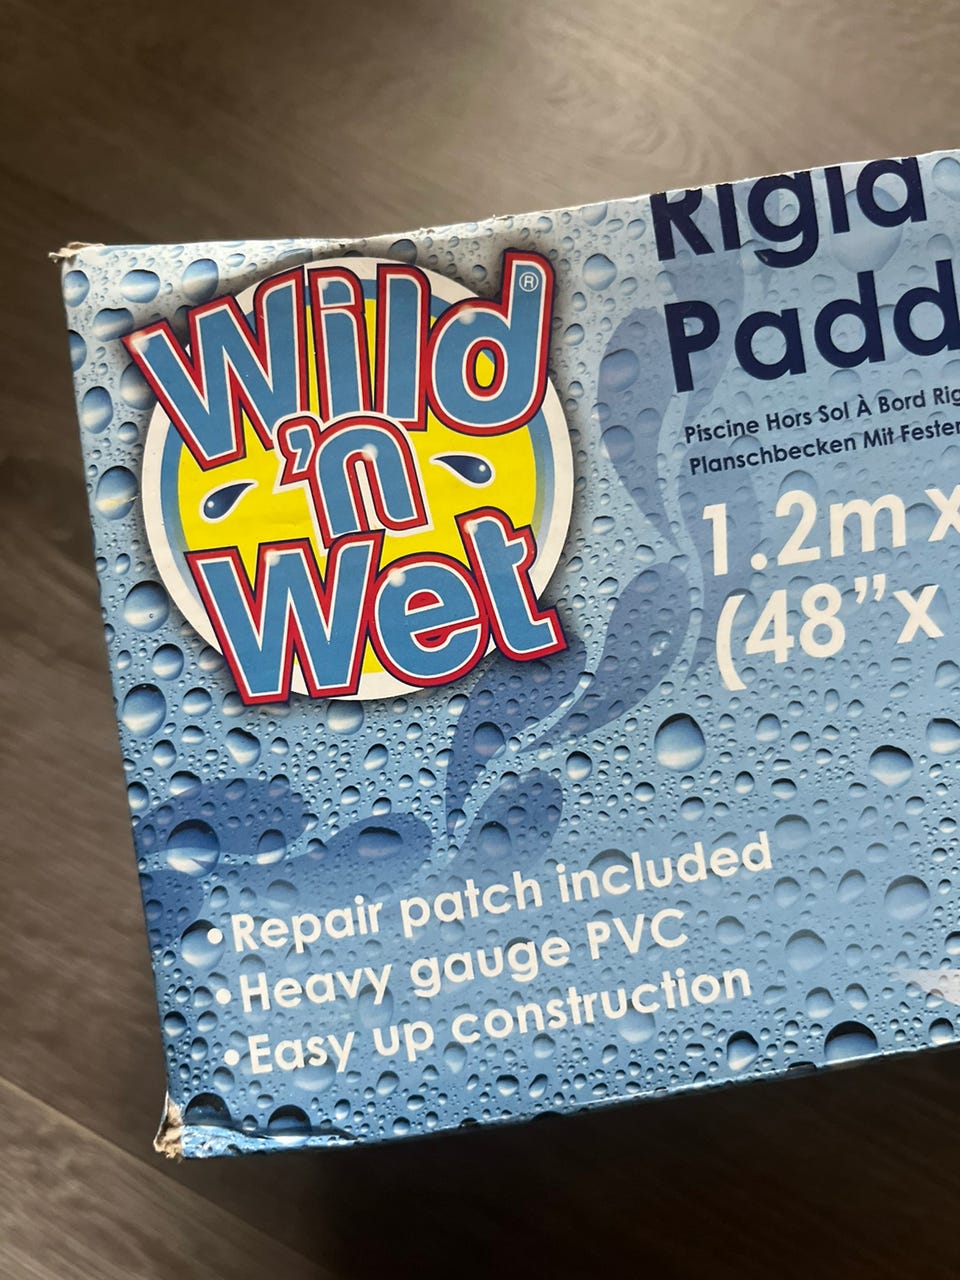 Wild®
'n
Wet
Rigid
Padd
Piscine Hors Sol À Bord Rig
Planschbecken Mit Fester
1.2m x
(48”x
•Repair patch included
•Heavy gauge PVC
•Easy up construction